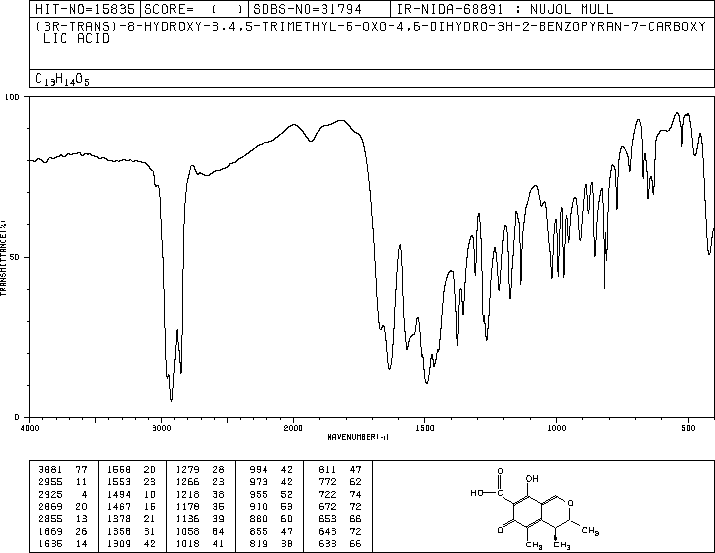 HIT-NO=15835 SCORE= ( ) SDBS-NO=31794 IR-NIDA-68891 : NUJOL MULL
(3R-TRANS)-8-HYDROXY-3,4,5-TRIMETHYL-6-OXO-4,6-DIHYDRO-3H-2-BENZOPYRAN-7-CARBOXY
LIC ACID
C13H14O5
100
50
0
TRANSMITTANCE(%)
4000 3000 2000 1500 1000 500
WAVENUMBER(-1)
3081 77 1568 20 1279 28 994 42 811 47
2955 11 1553 23 1266 23 973 42 772 62
2925 4 1494 10 1218 38 955 52 722 74
2869 20 1467 16 1178 35 910 53 672 72
2855 13 1378 21 1136 39 880 60 653 66
1669 26 1358 31 1058 64 855 47 643 72
1635 14 1309 42 1018 41 819 38 633 66
O OH
HO
O
O CH3
CH3 CH3